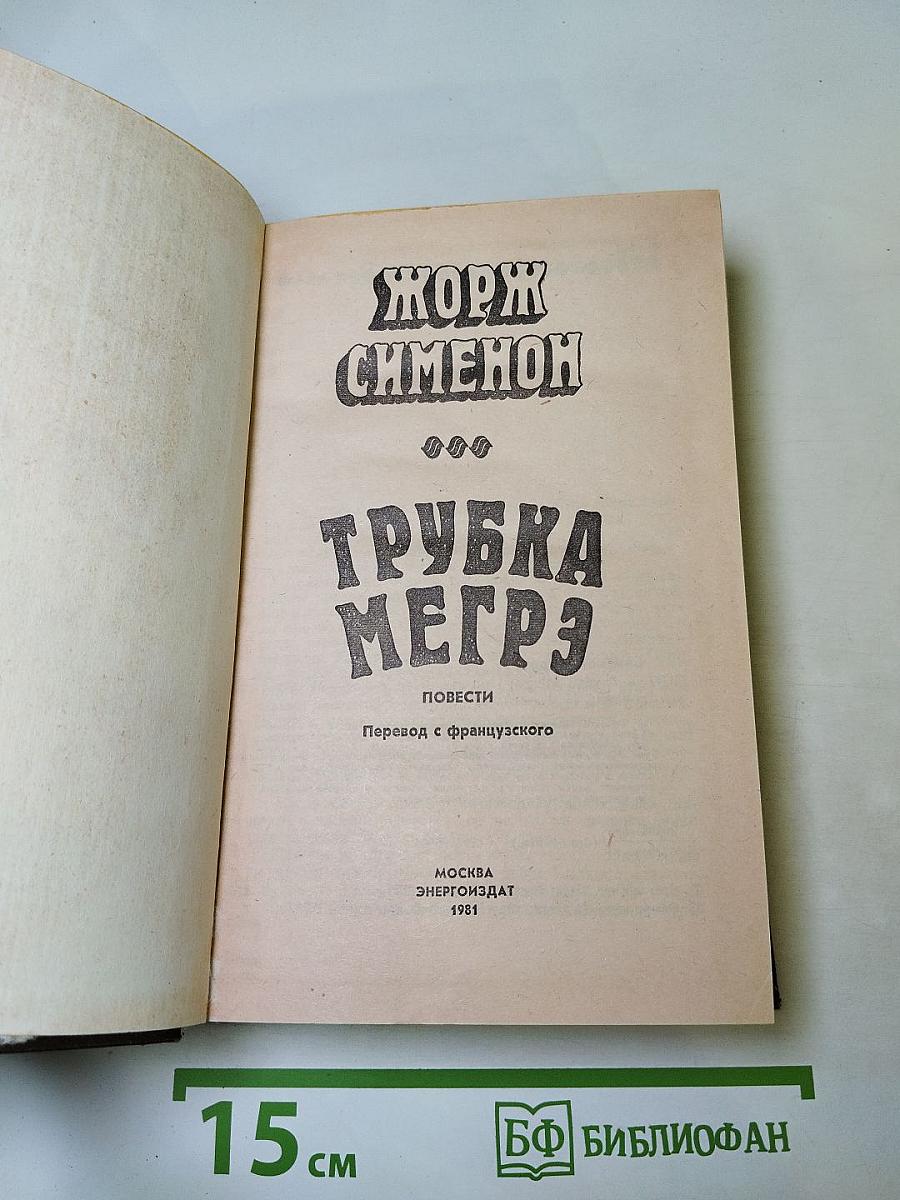 ЖОРЖ
СИМЕНОН
ТРУБКА
МЕГРЭ
ПОВЕСТИ
Перевод с французского
МОСКВА
ЭНЕРГОИЗДАТ
1981
15 см
БФ БИБЛИОФАН